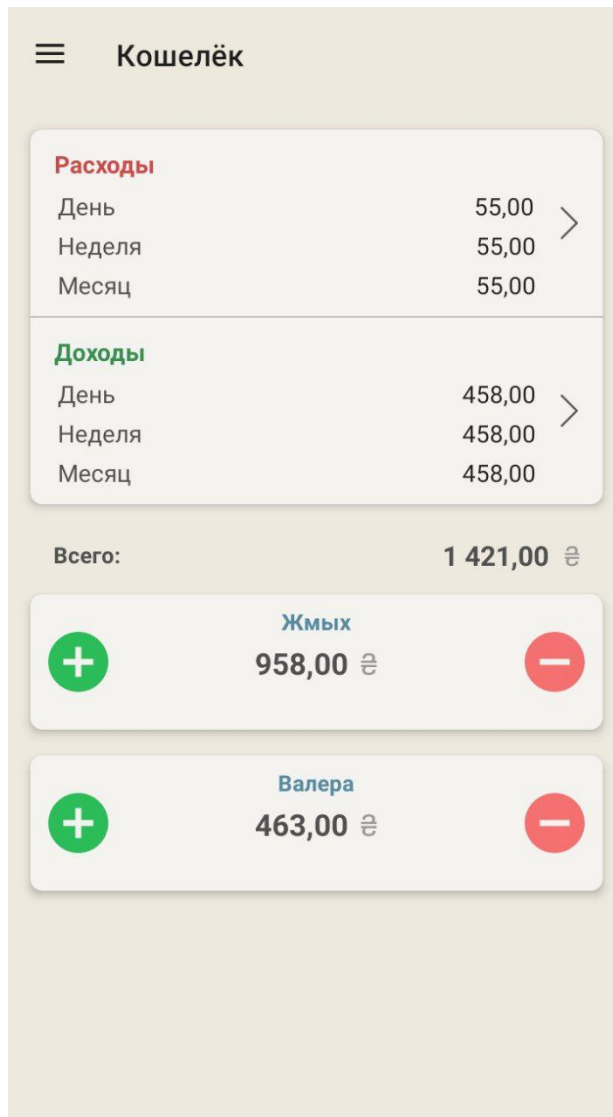 Кошелёк
Расходы
День 55,00
Неделя 55,00
Месяц 55,00
Доходы
День 458,00
Неделя 458,00
Месяц 458,00
Всего: 1 421,00 ₴
Жмых
958,00 ₴
Валера
463,00 ₴